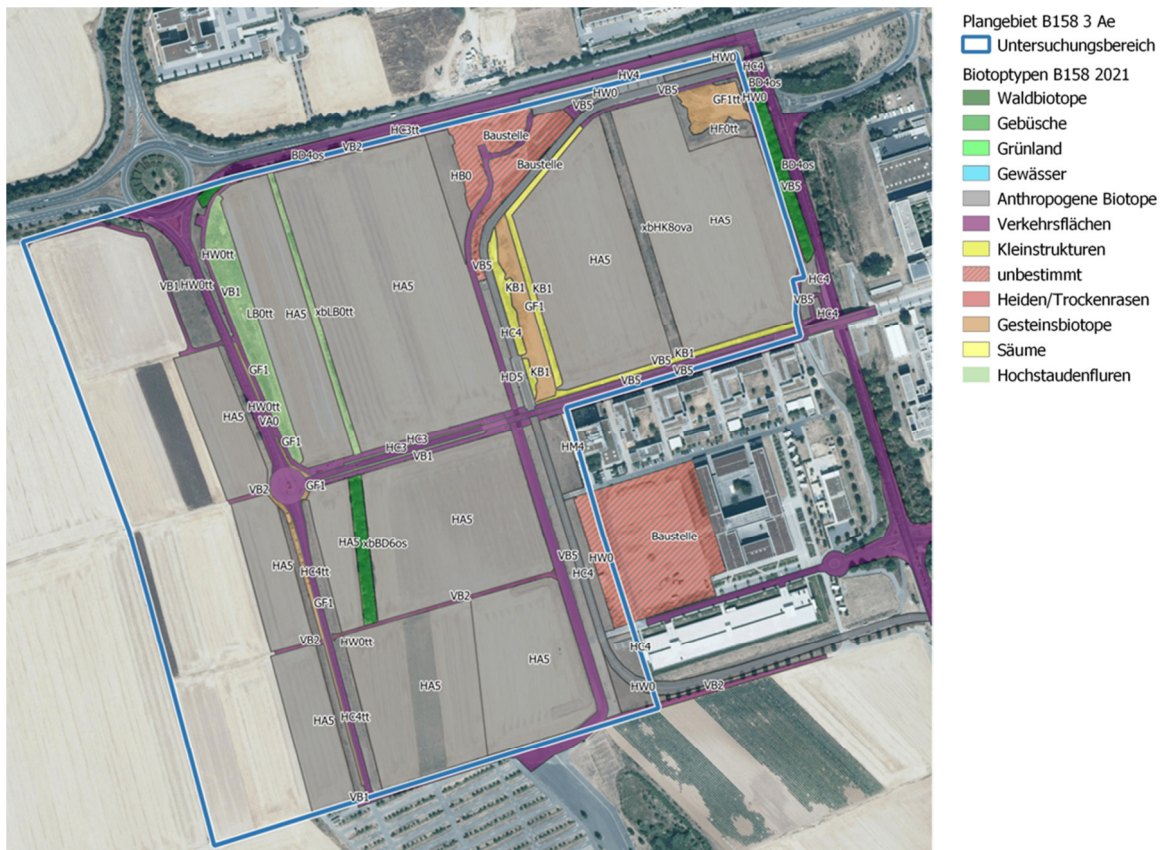 Plangebiet B158 3 Ae
Untersuchungsbereich
Biotoptypen B158 2021
Waldbiotope
Gebüsche
Grünland
Gewässer
Anthropogene Biotope
Verkehrsflächen
Kleinstrukturen
unbestimmt
Heiden/Trockenrasen
Gesteinsbiotope
Säume
Hochstaudenfluren
HW0
HC4
HV4
BD4os
HW0
VB5
VB5
GF1tt
HW0
HC3tt
Baustelle
HF0tt
VB2
BD4os
Baustelle
BD4os
HB0
VB5
HA5
xbHK8ova
HW0tt
HA5
VB5
HC4
VB1
HW0tt
VB1
KB1
KB1
HA5
VB5
LB0tt
HA5
xbLB0tt
GF1
HC4
HC4
KB1
VB5
GF1
KB1
HD5
VB5
VB5
HW0tt
HA5
VA0
HC3
GF1
HC3
HM4
VB1
VB2
GF1
HA5
Baustelle
HA5
xbBD6os
HW0
VB5
HA5
HC4tt
HC4
VB2
GF1
VB2
HW0tt
HC4
HA5
HA5
HW0
VB2
HA5
HC4tt
VB1